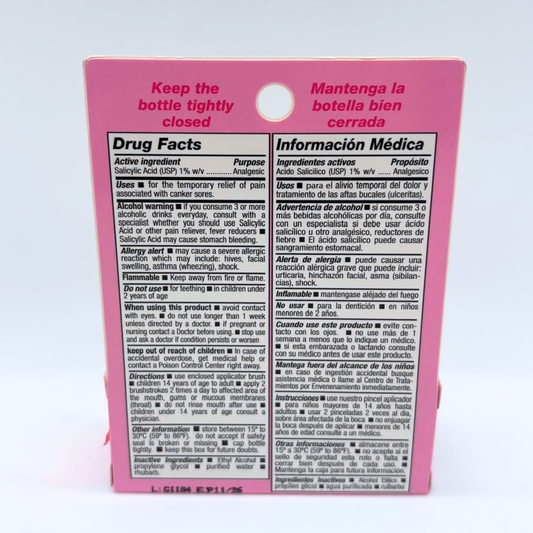 Keep the
bottle tightly
closed
Drug Facts
Active ingredient Purpose
Salicylic Acid (USP) 1% w/v ........... Analgesic
Uses ■ for the temporary relief of pain
associated with canker sores.
Alcohol warning ■ if you consume 3 or more
alcoholic drinks everyday, consult with a
specialist whether you should use Salicylic
Acid or other pain reliever, fever reducers ■
Salicylic Acid may cause stomach bleeding.
Allergy alert ■ may cause a severe allergic
reaction which may include: hives, facial
swelling, asthma (wheezing), shock.
Flammable ■ Keep away from fire or flame.
Do not use ■ for teething ■ in children under
2 years of age
When using this product ■ avoid contact
with eyes. ■ do not use longer than 1 week
unless directed by a doctor. ■ if pregnant or
nursing contact a Doctor before using. ■ stop use
and ask a doctor if condition persists or worsen
keep out of reach of children ■ In case of
accidental overdose, get medical help or
contact a Poison Control Center right away.
Directions ■ use enclosed applicator brush
■ children 14 years of age to adult ■ apply 2
brushstrokes 2 times a day to affected area of
the mouth, gums or mucous membranes
(throat) ■ do not rinse mouth after use ■
children under 14 years of age consult a
physician.
Other information ■ store between 15º to
30ºC (59º to 86ºF). do not accept if safety
seal is broken or missing ■ cap bottle
tightly. ■ keep this box for future doubts.
Inactive Ingredients ■ Ethyl Alcohol ■
propylene glycol ■ purified water ■
rhubarb.
L: G1184 EXP11/26
Mantenga la
botella bien
cerrada
Información Médica
Ingredientes activos Propósito
Acido Salicilico (USP) 1% w/v ..... Analgesico
Usos ■ para el alivio temporal del dolor y
tratamiento de las aftas bucales (ulceritas).
Advertencia de alcohol ■ si consume 3 o
más bebidas alcohólicas por día, consulte
con un especialista si debe usar ácido
salicílico u otro analgésico, reductores de
fiebre ■ El ácido salicílico puede causar
sangramiento estomacal.
Alerta de alergia ■ puede causar una
reacción alérgica grave que puede incluir:
urticaria, hinchazón facial, asma (sibilan-
cias), shock.
Inflamable ■ mantengase aléjado del fuego
No usar ■ para la dentición ■ en niños
menores de 2 años.
Cuando use este producto ■ evite con-
tacto con los ojos. ■ no use más de 1
semana a menos que lo indique un médico.
■ si esta embarazada o lactando consulte
con su médico antes de usar este producto.
Mantega fuera del alcance de los niños
■ en caso de ingestión accidental busque
asistencia médica o llame al Centro de Trata-
mientos por Envenenamiento inmediatamente.
Instrucciones ■ use nuestro pincel aplicador
■ para niños mayores de 14 años hasta
adultos ■ usar 2 pinceladas 2 veces al día,
sobre área afectada de la boca ■ no enjuagar
la boca después de aplicar ■ menores de 14
años de edad consulte a un médico.
Otras informaciones ■ almacene entre
15º a 30ºC (59º to 86ºF). ■ no acepte si el
sello de seguridad esta roto o falta ■
cerrar bien después de cada uso. ■
Mantenga la caja para futura información.
Ingredientes Inactivos ■ Alcohol Etílico ■
propilen glicol ■ agua purificada ■ ruibarbo